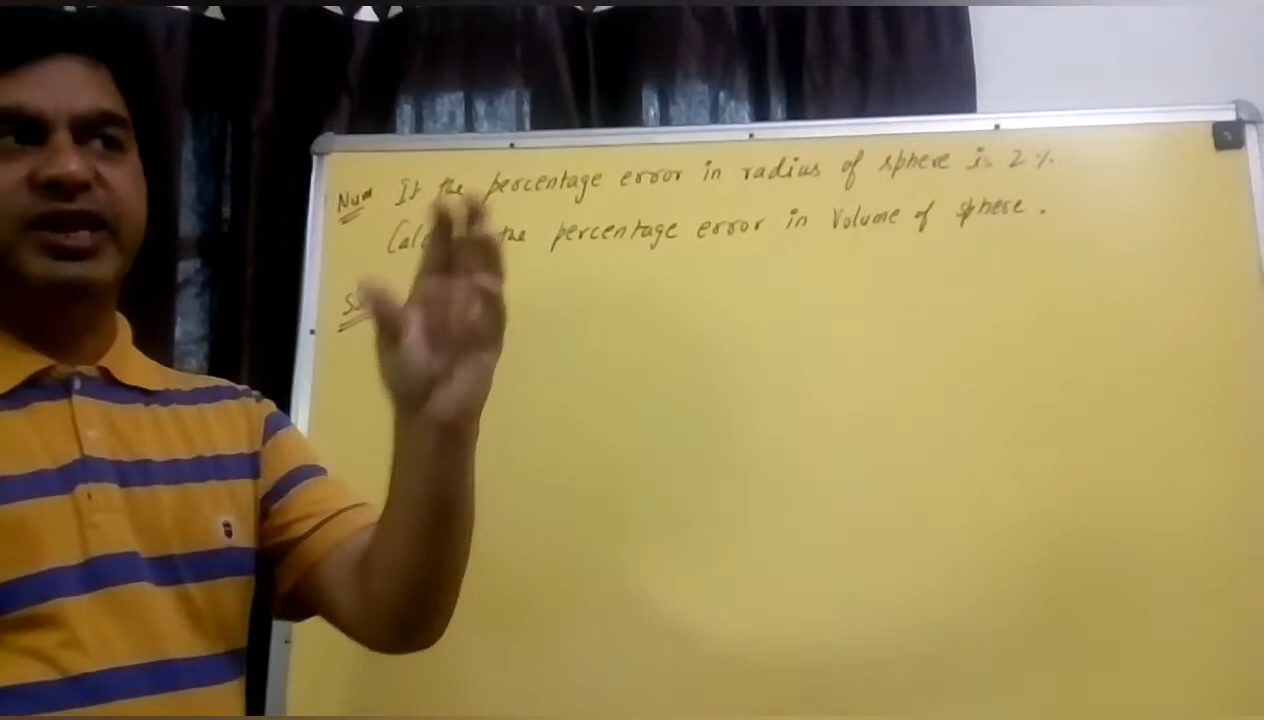 Num If the percentage error in radius of sphere is 2%
the percentage error in Volume of sphere.